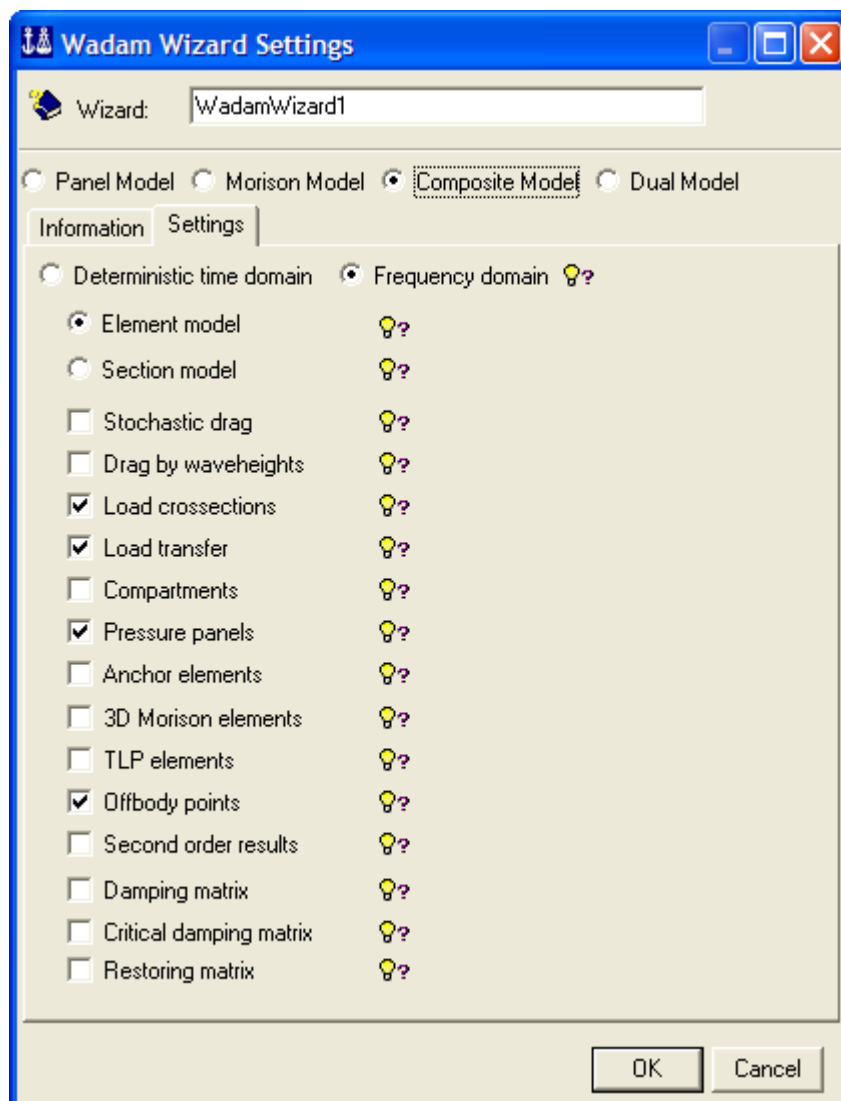 Wadam Wizard Settings
Wizard: WadamWizard1
Panel Model Morison Model Composite Model Dual Model
Information Settings
Deterministic time domain Frequency domain ?
Element model ?
Section model ?
Stochastic drag ?
Drag by waveheights ?
Load crossections ?
Load transfer ?
Compartments ?
Pressure panels ?
Anchor elements ?
3D Morison elements ?
TLP elements ?
Offbody points ?
Second order results ?
Damping matrix ?
Critical damping matrix ?
Restoring matrix ?
OK Cancel